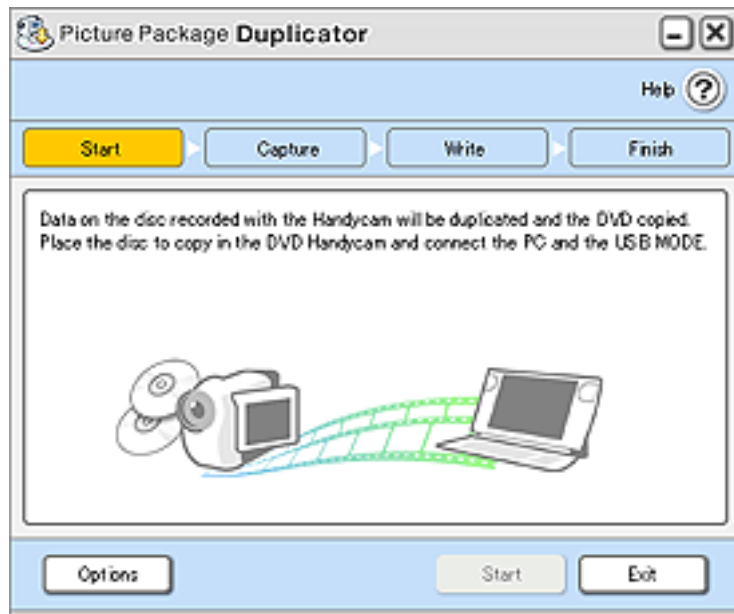 Picture Package Duplicator
Help ?
Start
Capture
Write
Finish
Data on the disc recorded with the Handycam will be duplicated and the DVD copied.
Place the disc to copy in the DVD Handycam and connect the PC and the USB MODE.
Options
Start
Exit